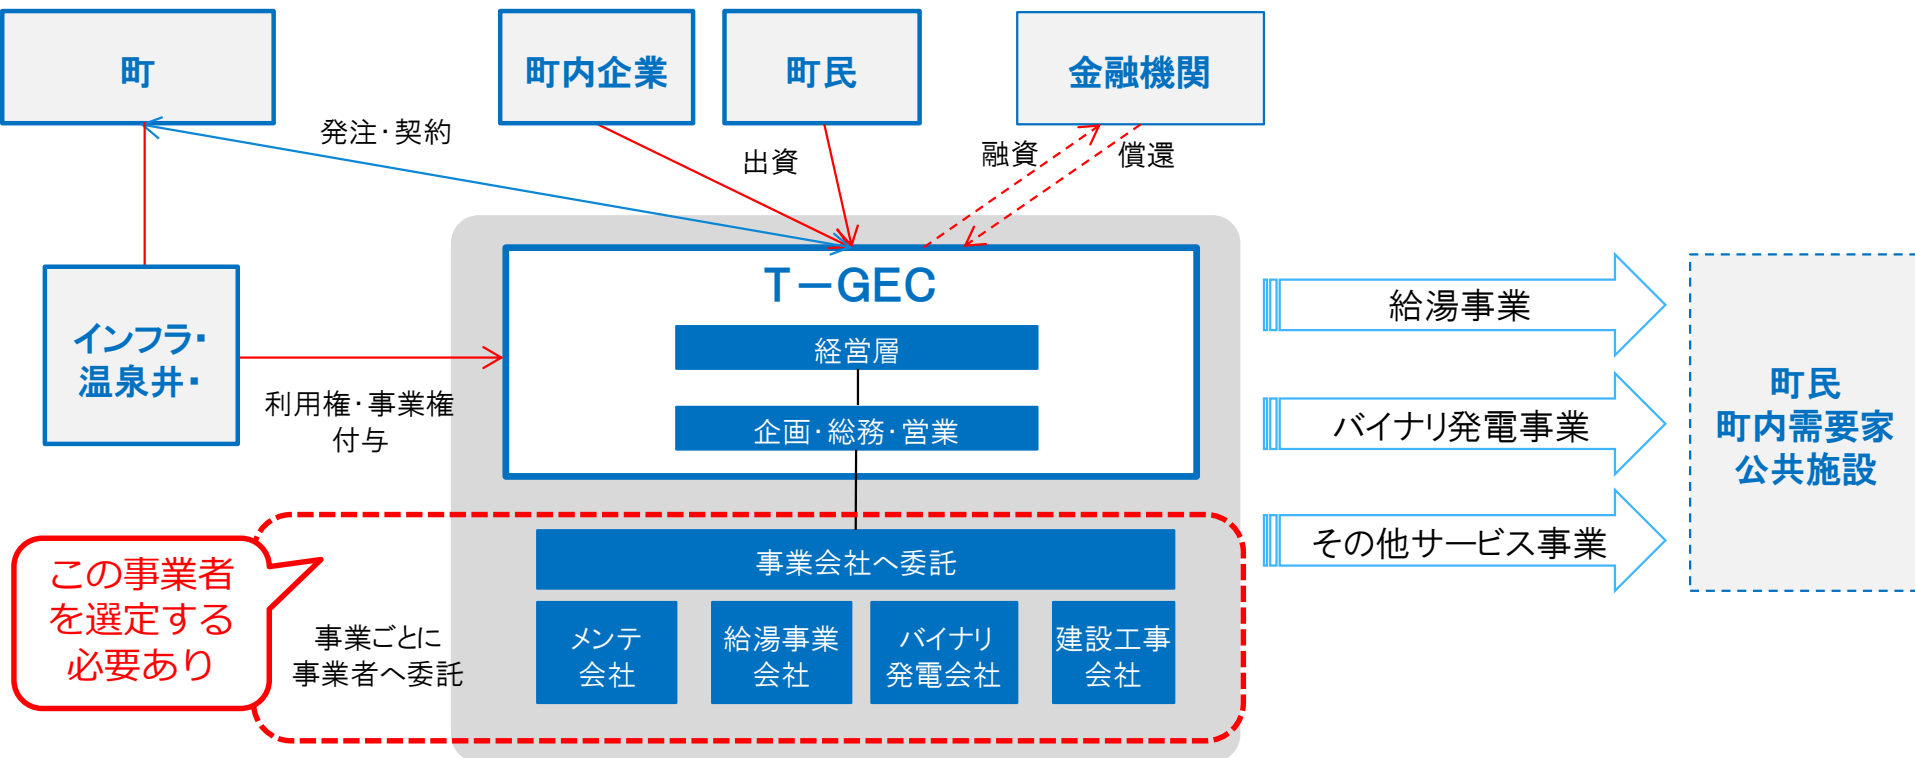 町
町内企業
町民
金融機関
発注・契約
出資
融資
償還
T－GEC
経営層
企画・総務・営業
インフラ・
温泉井・
利用権・事業権
付与
給湯事業
バイナリ発電事業
その他サービス事業
町民
町内需要家
公共施設
この事業者
を選定する
必要あり
事業ごとに
事業者へ委託
事業会社へ委託
メンテ
会社
給湯事業
会社
バイナリ
発電会社
建設工事
会社